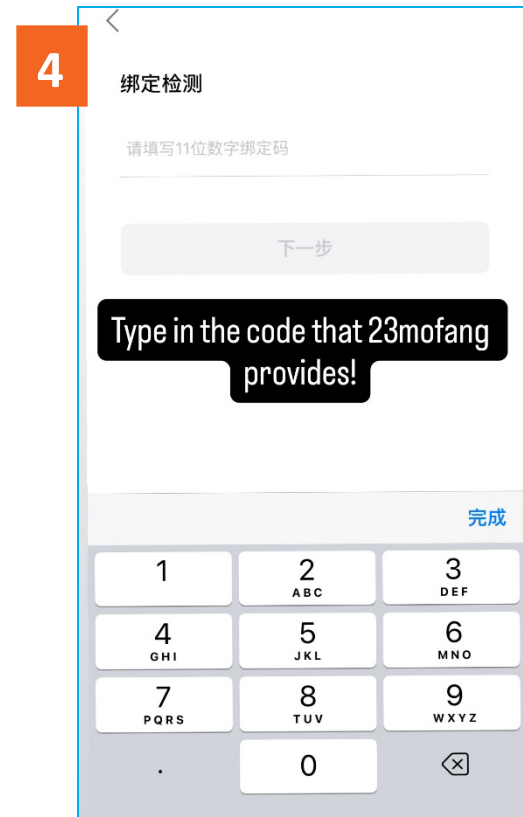 4
绑定检测
请填写11位数字绑定码
下一步
Type in the code that 23mofang
provides!
完成
1 2 3
ABC DEF
4 5 6
GHI JKL MNO
7 8 9
PQRS TUV WXYZ
. 0